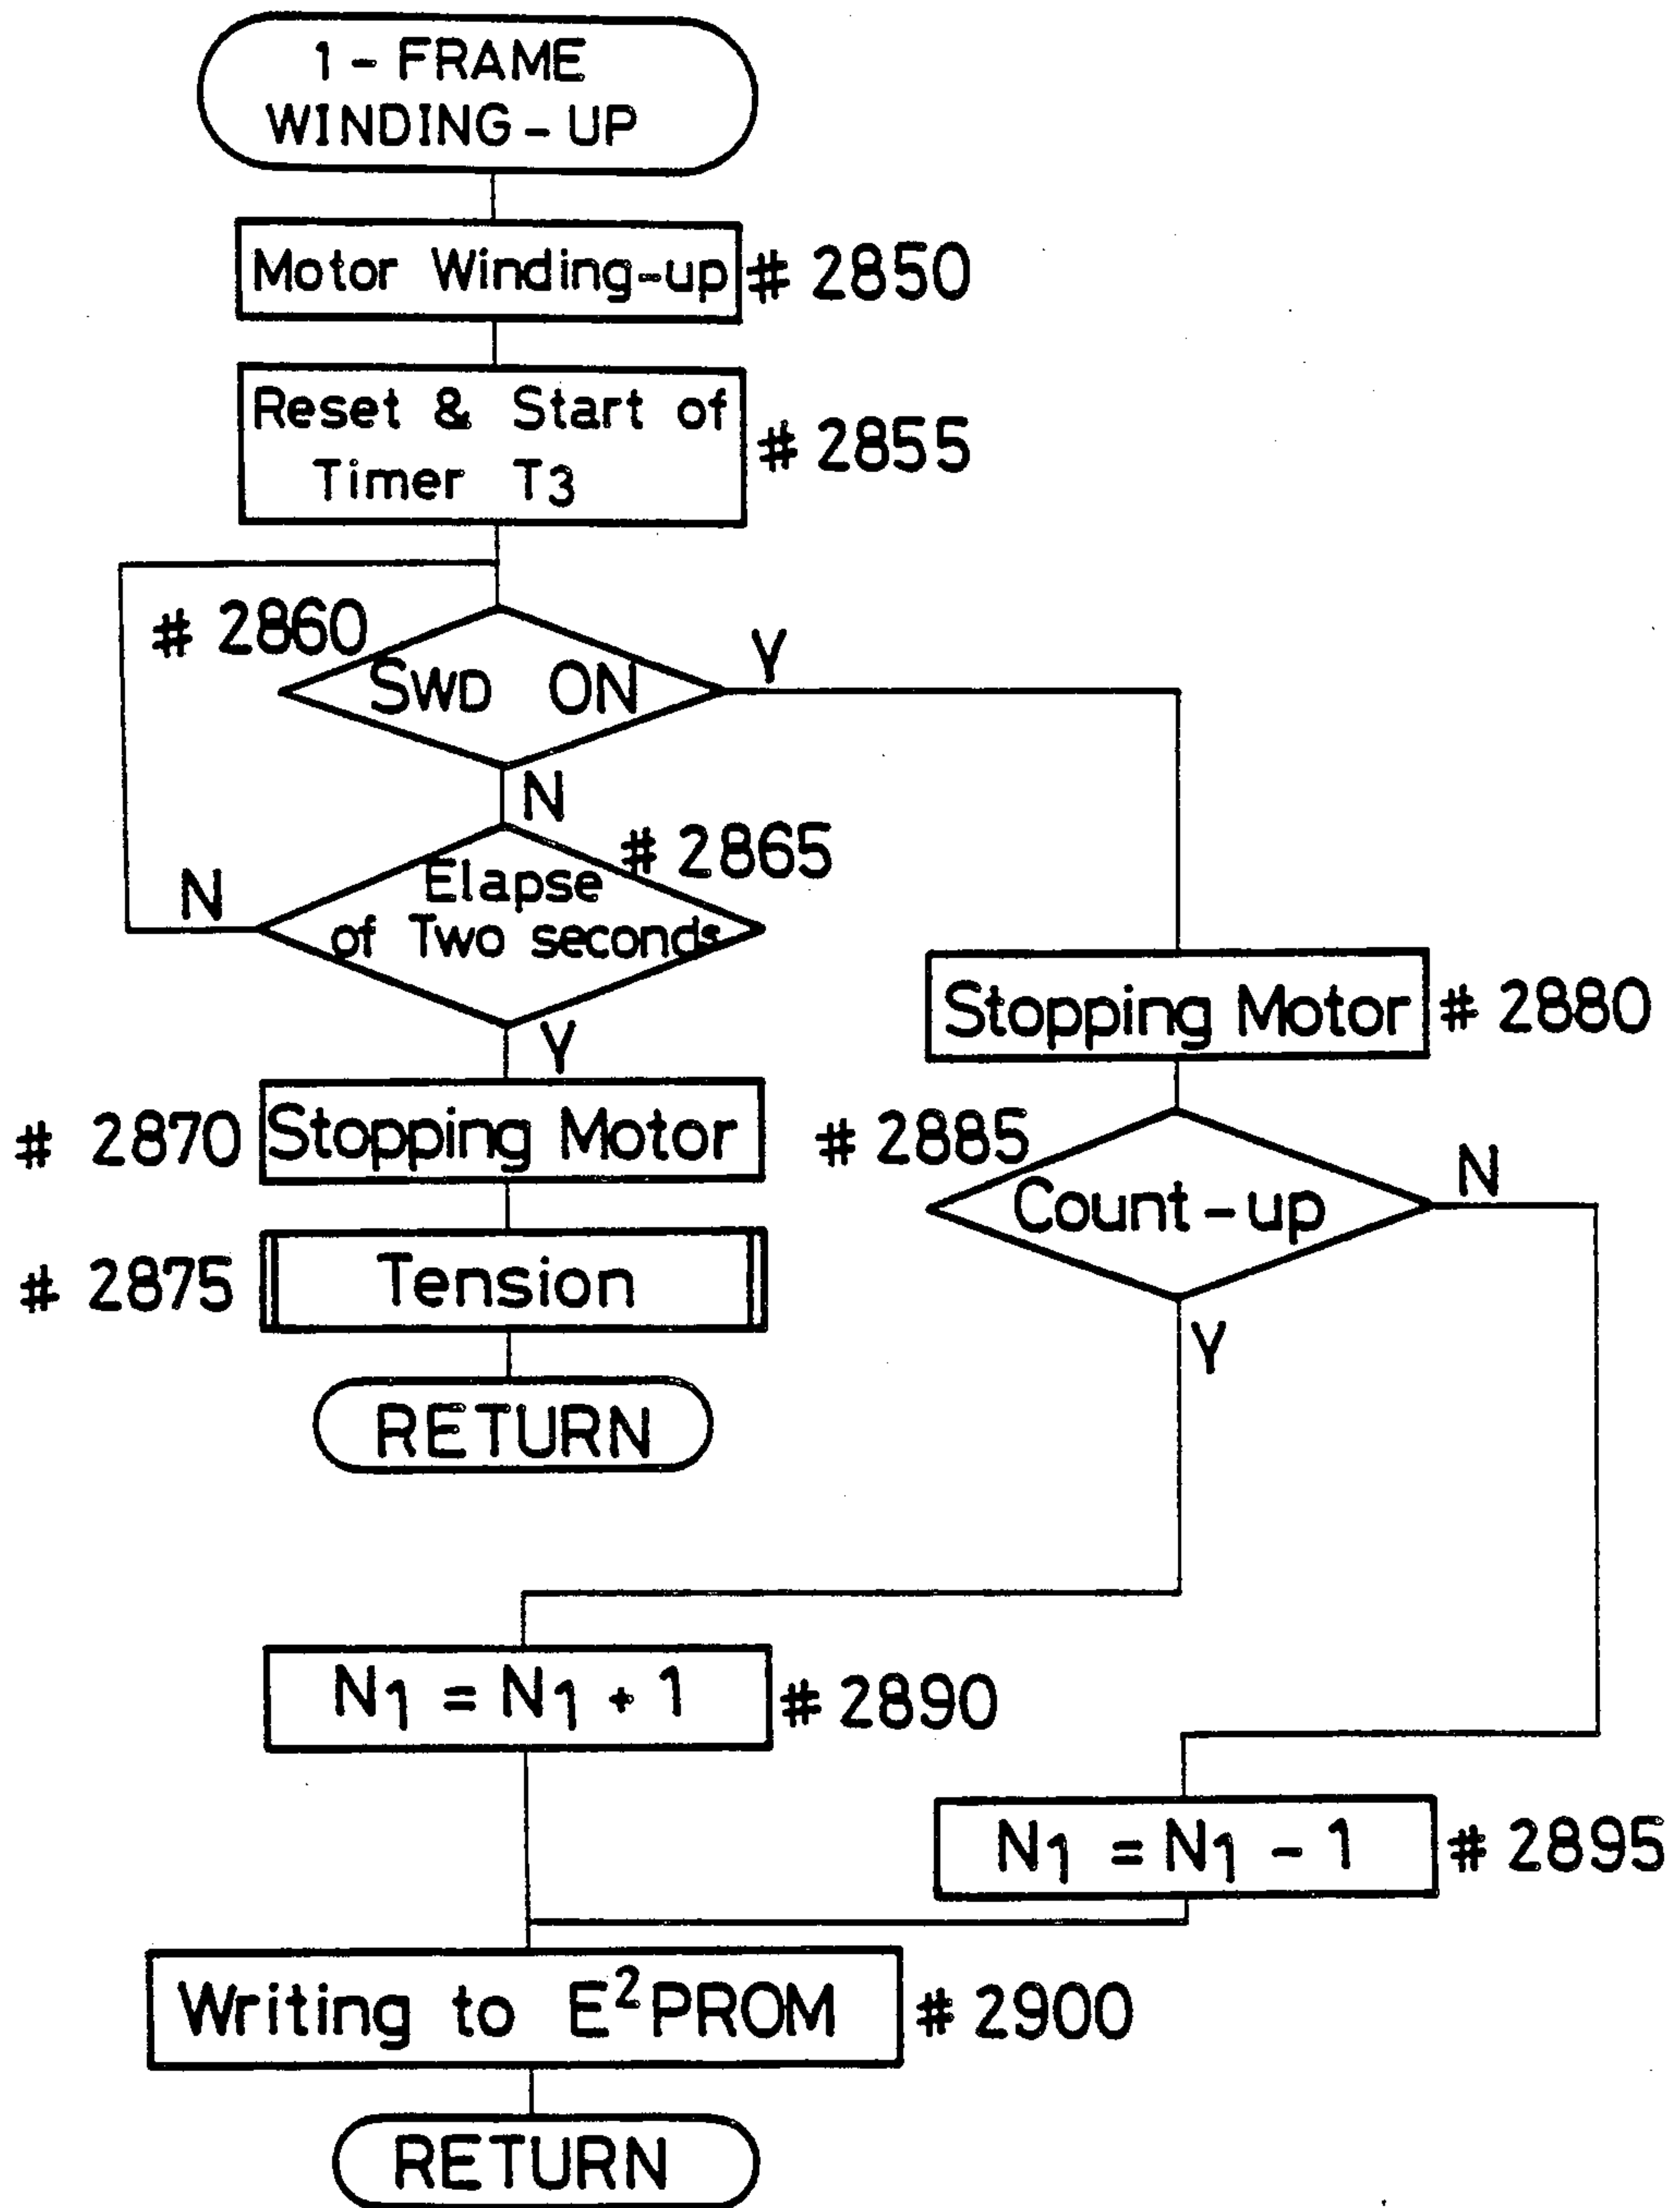 1 - FRAME
WINDING - UP
Motor Winding-up # 2850
Reset & Start of
Timer T3
# 2855
# 2860
SWD ON
Y
N
# 2865
Elapse
of Two seconds
N
Y
Stopping Motor # 2880
# 2870 Stopping Motor
# 2885
Count-up
N
# 2875 Tension
Y
RETURN
N1 = N1 + 1 # 2890
N1 = N1 - 1 # 2895
Writing to E²PROM # 2900
RETURN